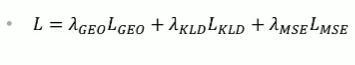 • L = λ_GEO L_GEO + λ_KLD L_KLD + λ_MSE L_MSE